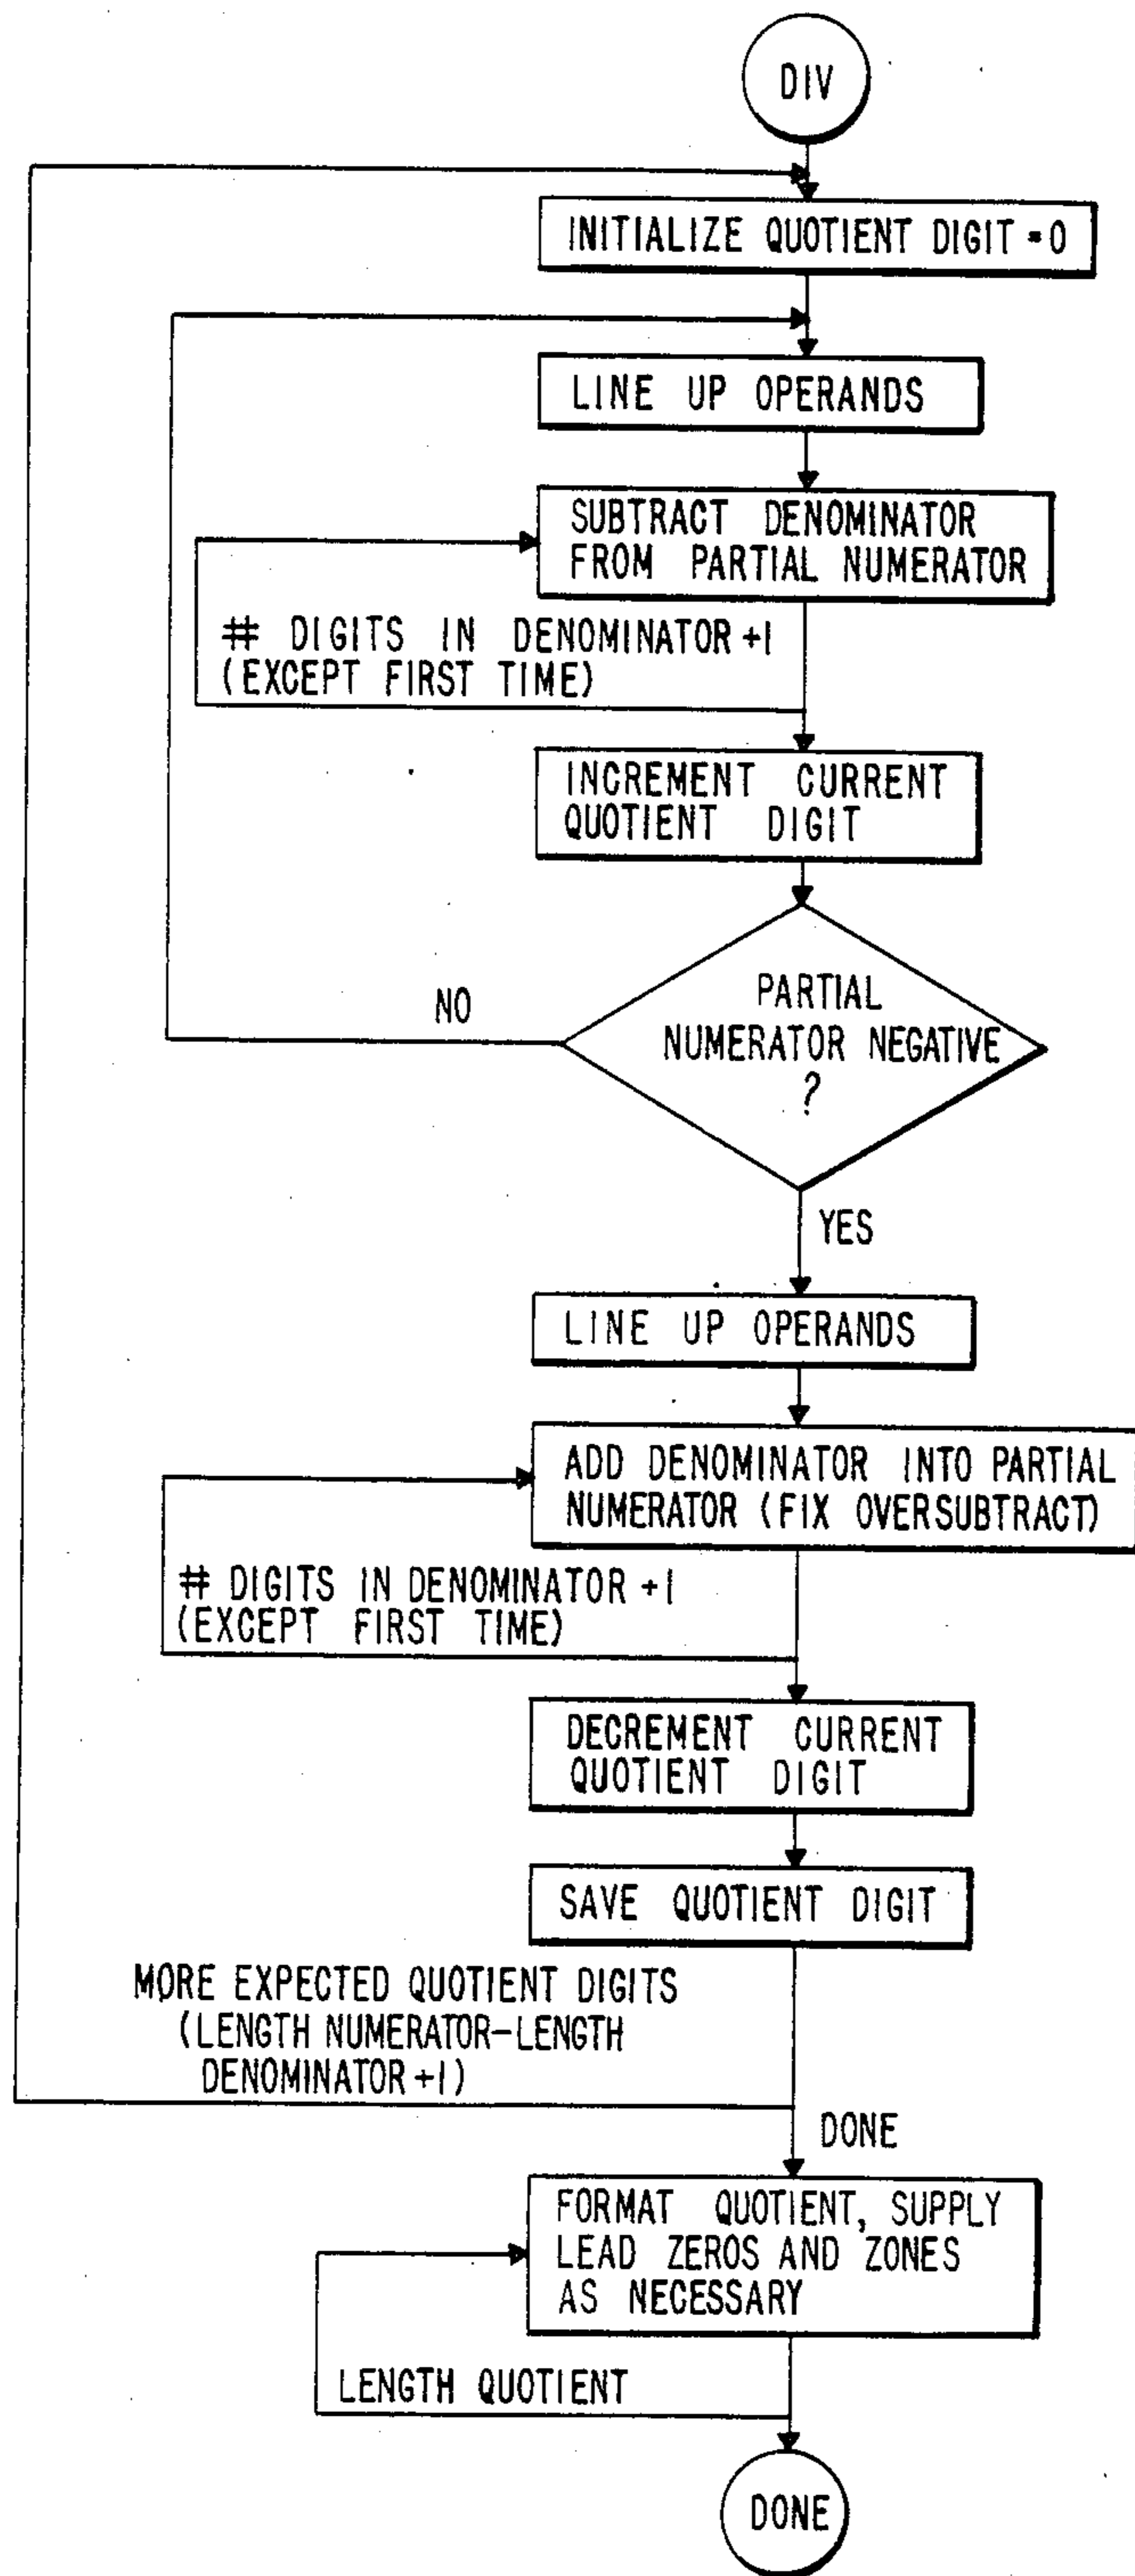 DIV
INITIALIZE QUOTIENT DIGIT = 0
LINE UP OPERANDS
SUBTRACT DENOMINATOR
FROM PARTIAL NUMERATOR
# DIGITS IN DENOMINATOR +1
(EXCEPT FIRST TIME)
INCREMENT CURRENT
QUOTIENT DIGIT
NO
PARTIAL
NUMERATOR NEGATIVE
?
YES
LINE UP OPERANDS
ADD DENOMINATOR INTO PARTIAL
NUMERATOR (FIX OVERSUBTRACT)
# DIGITS IN DENOMINATOR +1
(EXCEPT FIRST TIME)
DECREMENT CURRENT
QUOTIENT DIGIT
SAVE QUOTIENT DIGIT
MORE EXPECTED QUOTIENT DIGITS
(LENGTH NUMERATOR-LENGTH
DENOMINATOR +1)
DONE
FORMAT QUOTIENT, SUPPLY
LEAD ZEROS AND ZONES
AS NECESSARY
LENGTH QUOTIENT
DONE